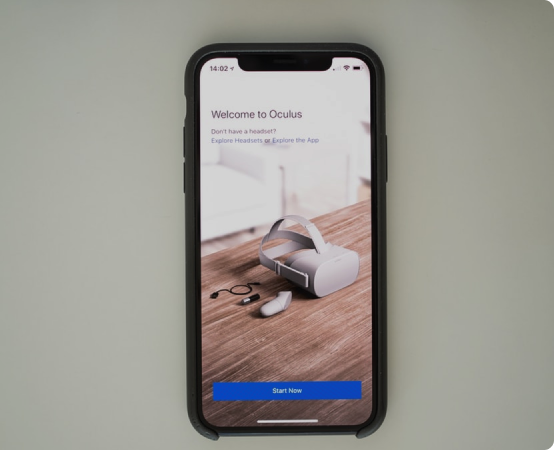 14:02
Welcome to Oculus
Don't have a headset?
Explore Headsets or Explore the App
Start Now